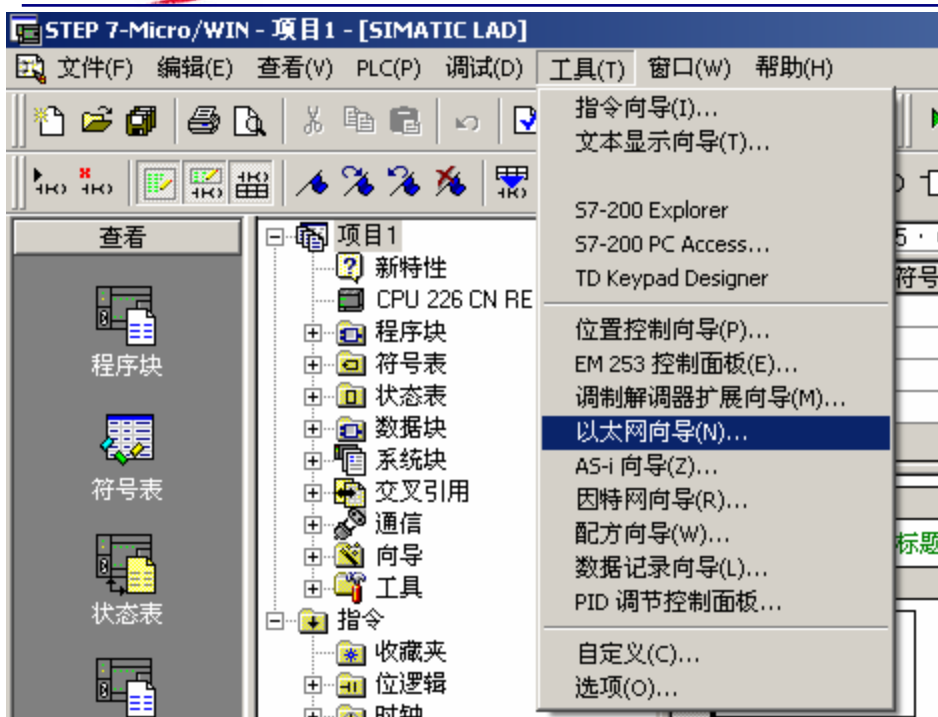 STEP 7-Micro/WIN - 项目1 - [SIMATIC LAD]
文件(F) 编辑(E) 查看(V) PLC(P) 调试(D) 工具(T) 窗口(W) 帮助(H)
指令向导(I)...
文本显示向导(T)...
S7-200 Explorer
S7-200 PC Access...
TD Keypad Designer
位置控制向导(P)...
EM 253 控制面板(E)...
调制解调器扩展向导(M)...
以太网向导(N)...
AS-i 向导(Z)...
因特网向导(R)...
配方向导(W)...
数据记录向导(L)...
PID 调节控制面板...
自定义(C)...
选项(O)...
查看
程序块
符号表
状态表
项目1
新特性
CPU 226 CN RE
程序块
符号表
状态表
数据块
系统块
交叉引用
通信
向导
工具
指令
收藏夹
位逻辑
时钟
符号
标题